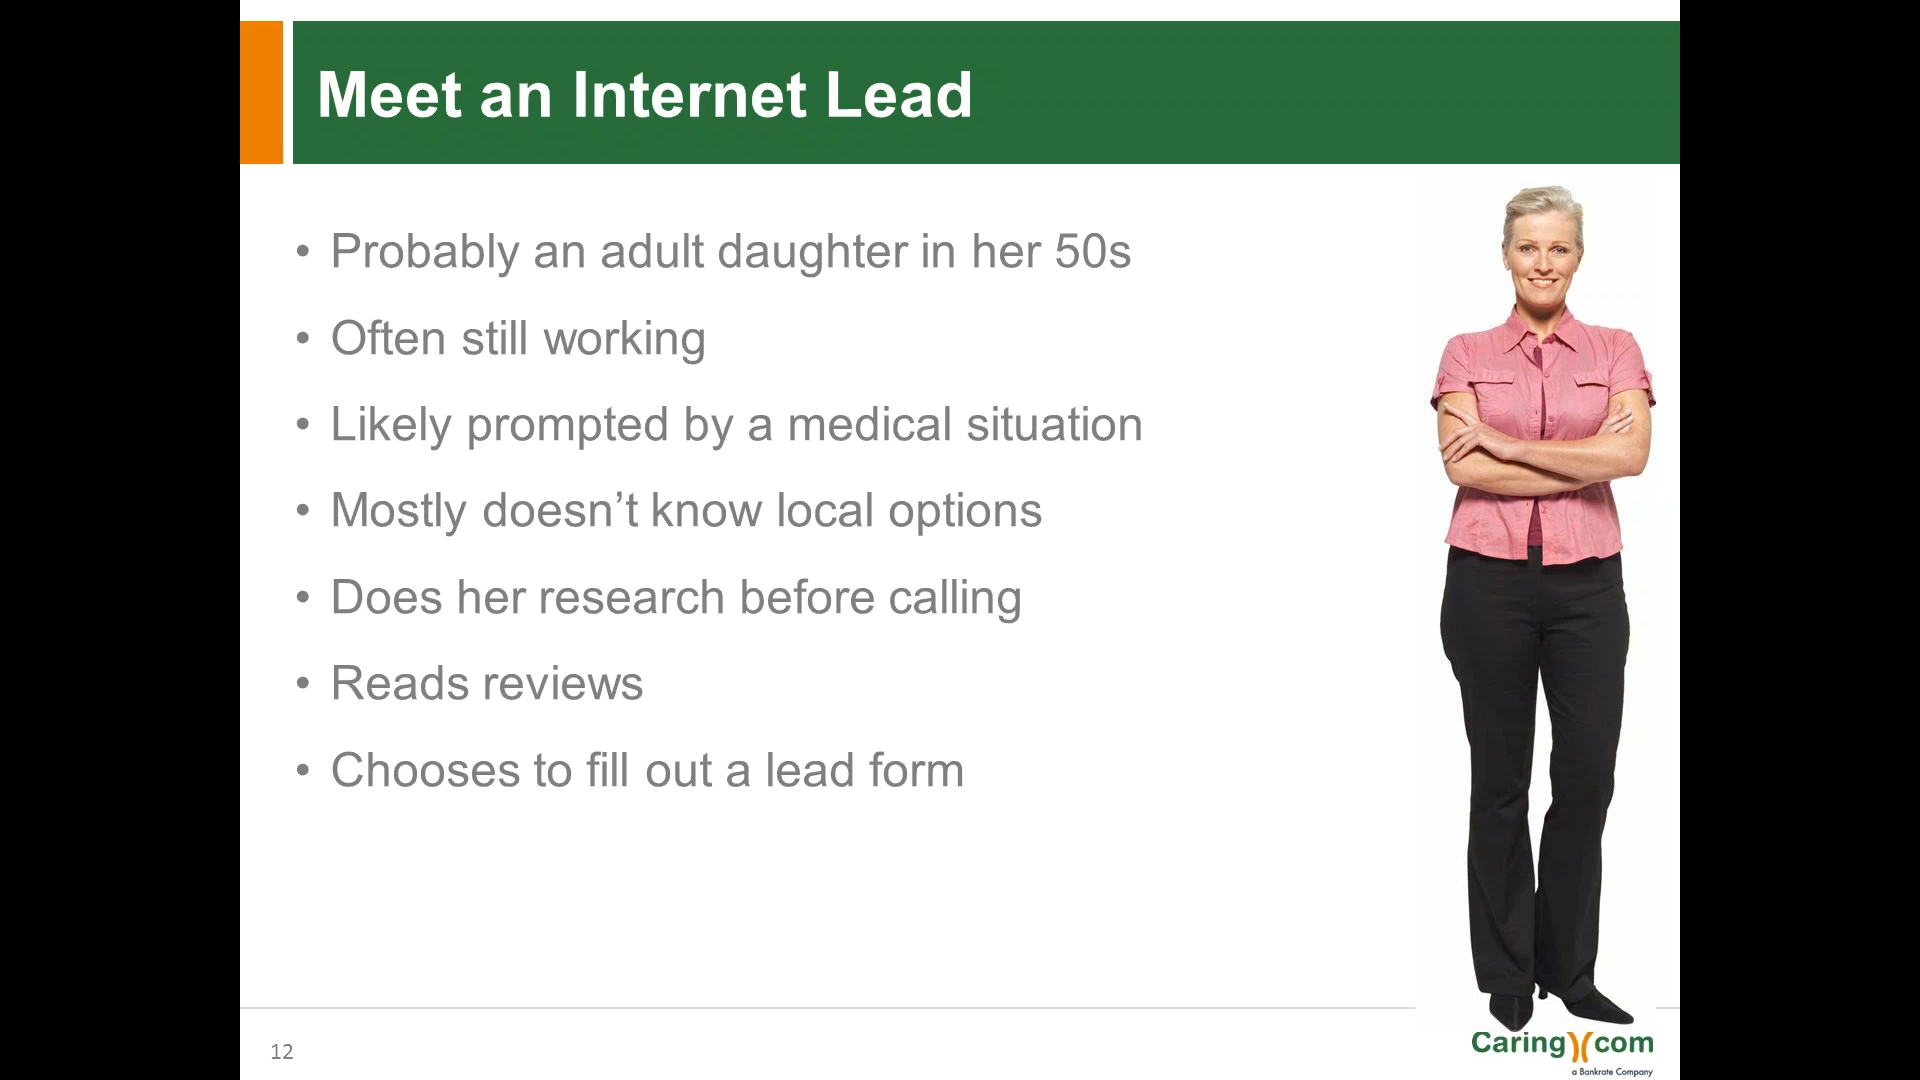 Meet an Internet Lead
• Probably an adult daughter in her 50s
• Often still working
• Likely prompted by a medical situation
• Mostly doesn’t know local options
• Does her research before calling
• Reads reviews
• Chooses to fill out a lead form
12
Caring com
a Bankrate Company